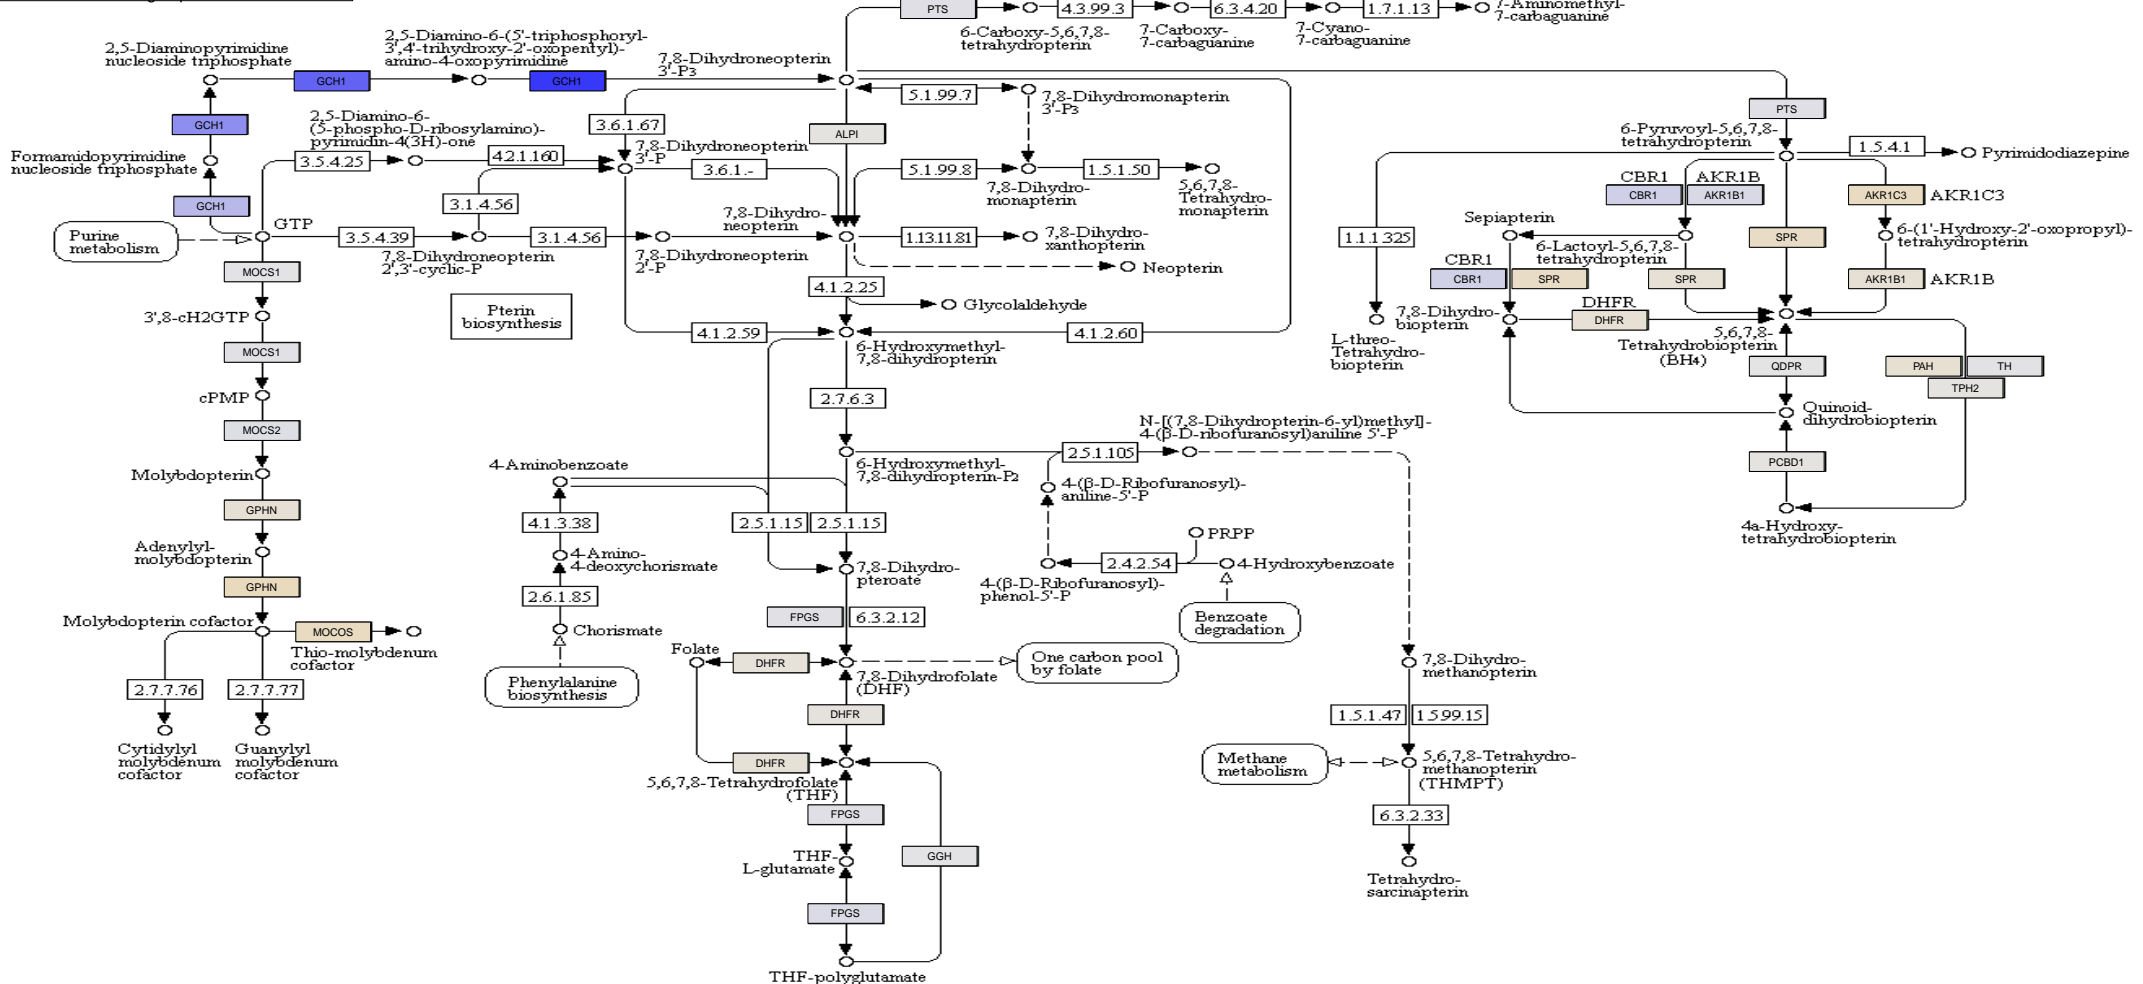 PTS
4.3.99.3
6.3.4.20
1.7.1.13
7-Aminomethyl-
7-carbaguanine
6-Carboxy-5,6,7,8-
tetrahydropterin
7-Carboxy-
7-carbaguanine
7-Cyano-
7-carbaguanine
2,5-Diaminopyrimidine
nucleoside triphosphate
2,5-Diamino-6-(5'-triphosphoryl-
3',4'-trihydroxy-2'-oxopentyl)-
amino-4-oxopyrimidine
7,8-Dihydroneopterin
3'-P3
GCH1
GCH1
GCH1
GCH1
Formamidopyrimidine
nucleoside triphosphate
2,5-Diamino-6-
(5-phospho-D-ribosylamino)-
pyrimidin-4(3H)-one
3.5.4.25
4.2.1.160
3.6.1.67
7,8-Dihydroneopterin
3'-P
3.6.1.-
ALPI
5.1.99.7
7,8-Dihydromonapterin
3'-P3
5.1.99.8
7,8-Dihydro-
monapterin
1.5.1.50
5,6,7,8-
Tetrahydro-
monapterin
Purine
metabolism
GTP
3.5.4.39
7,8-Dihydroneopterin
2',3'-cyclic-P
3.1.4.56
3.1.4.56
7,8-Dihydroneopterin
2'-P
7,8-Dihydro-
neopterin
1.13.11.81
7,8-Dihydro-
xanthopterin
Neopterin
4.1.2.25
Glycolaldehyde
Pterin
biosynthesis
4.1.2.59
4.1.2.60
6-Hydroxymethyl-
7,8-dihydropterin
2.7.6.3
6-Hydroxymethyl-
7,8-dihydropterin-P2
MOCS1
3',8-cH2GTP
MOCS1
cPMP
MOCS2
Molybdopterin
GPHN
Adenylyl-
molybdopterin
GPHN
Molybdopterin cofactor
MOCOS
Thio-molybdenum
cofactor
2.7.7.76
2.7.7.77
Cytidylyl
molybdenum
cofactor
Guanylyl
molybdenum
cofactor
4-Aminobenzoate
4.1.3.38
4-Amino-
4-deoxychorismate
2.6.1.85
Chorismate
Phenylalanine
biosynthesis
2.5.1.15
2.5.1.15
7,8-Dihydro-
pteroate
FPGS
6.3.2.12
Folate
DHFR
7,8-Dihydrofolate
(DHF)
One carbon pool
by folate
DHFR
DHFR
5,6,7,8-Tetrahydrofolate
(THF)
FPGS
THF-
L-glutamate
GGH
FPGS
THF-polyglutamate
N-[(7,8-Dihydropterin-6-yl)methyl]-
4-(β-D-ribofuranosyl)aniline 5'-P
2.5.1.105
4-(β-D-Ribofuranosyl)-
aniline-5'-P
PRPP
2.4.2.54
4-Hydroxybenzoate
4-(β-D-Ribofuranosyl)-
phenol-5'-P
Benzoate
degradation
7,8-Dihydro-
methanopterin
1.5.1.47
1.5.99.15
Methane
metabolism
5,6,7,8-Tetrahydro-
methanopterin
(THMPT)
6.3.2.33
Tetrahydro-
sarcinapterin
PTS
6-Pyruvoyl-5,6,7,8-
tetrahydropterin
1.5.4.1
Pyrimidodiazepine
CBR1
AKR1B
CBR1
AKR1B1
AKR1C3
AKR1C3
Sepiapterin
1.1.1.325
6-Lactoyl-5,6,7,8-
tetrahydropterin
SPR
6-(1'-Hydroxy-2'-oxopropyl)-
tetrahydropterin
CBR1
CBR1
SPR
SPR
AKR1B1
AKR1B
7,8-Dihydro-
biopterin
DHFR
DHFR
L-threo-
Tetrahydro-
biopterin
5,6,7,8-
Tetrahydrobiopterin
(BH4)
QDPR
PAH
TH
TPH2
Quinoid-
dihydrobiopterin
PCBD1
4a-Hydroxy-
tetrahydrobiopterin